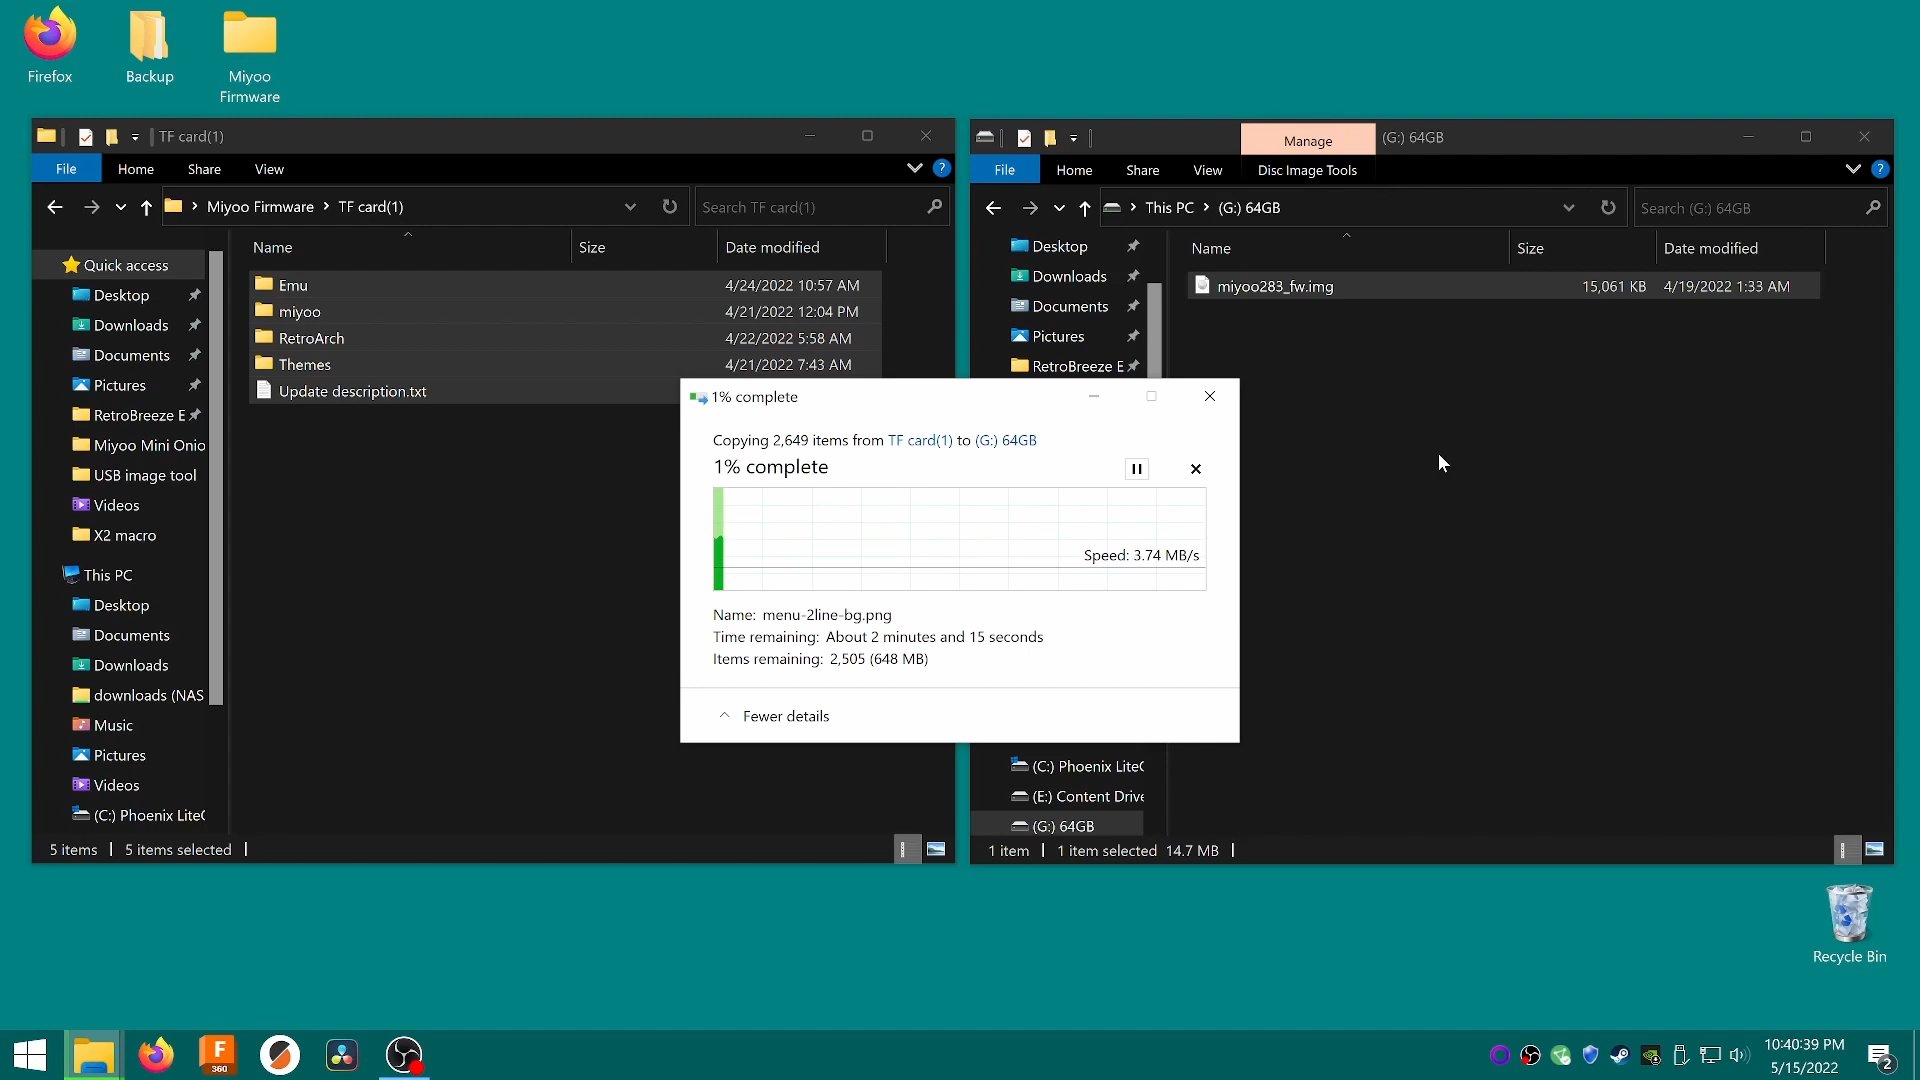 Firefox
Backup
Miyoo
Firmware
TF card(1)
File Home Share View
Miyoo Firmware > TF card(1)
Search TF card(1)
Name Size Date modified
Quick access
Desktop
Downloads
Documents
Pictures
RetroBreeze E
Miyoo Mini Onio
USB image tool
Videos
X2 macro
This PC
Desktop
Documents
Downloads
downloads (NAS
Music
Pictures
Videos
(C:) Phoenix Lite
Emu 4/24/2022 10:57 AM
miyoo 4/21/2022 12:04 PM
RetroArch 4/22/2022 5:58 AM
Themes 4/21/2022 7:43 AM
Update description.txt
5 items | 5 items selected |
Manage (G:) 64GB
File Home Share View Disc Image Tools
This PC > (G:) 64GB
Search (G:) 64GB
Name Size Date modified
Desktop
Downloads
Documents
Pictures
RetroBreeze E
miyoo283_fw.img 15,061 KB 4/19/2022 1:33 AM
(C:) Phoenix Lite
(E:) Content Drive
(G:) 64GB
1 item | 1 item selected 14.7 MB |
1% complete
Copying 2,649 items from TF card(1) to (G:) 64GB
1% complete
Speed: 3.74 MB/s
Name: menu-2line-bg.png
Time remaining: About 2 minutes and 15 seconds
Items remaining: 2,505 (648 MB)
Fewer details
Recycle Bin
F
360
10:40:39 PM
5/15/2022
2